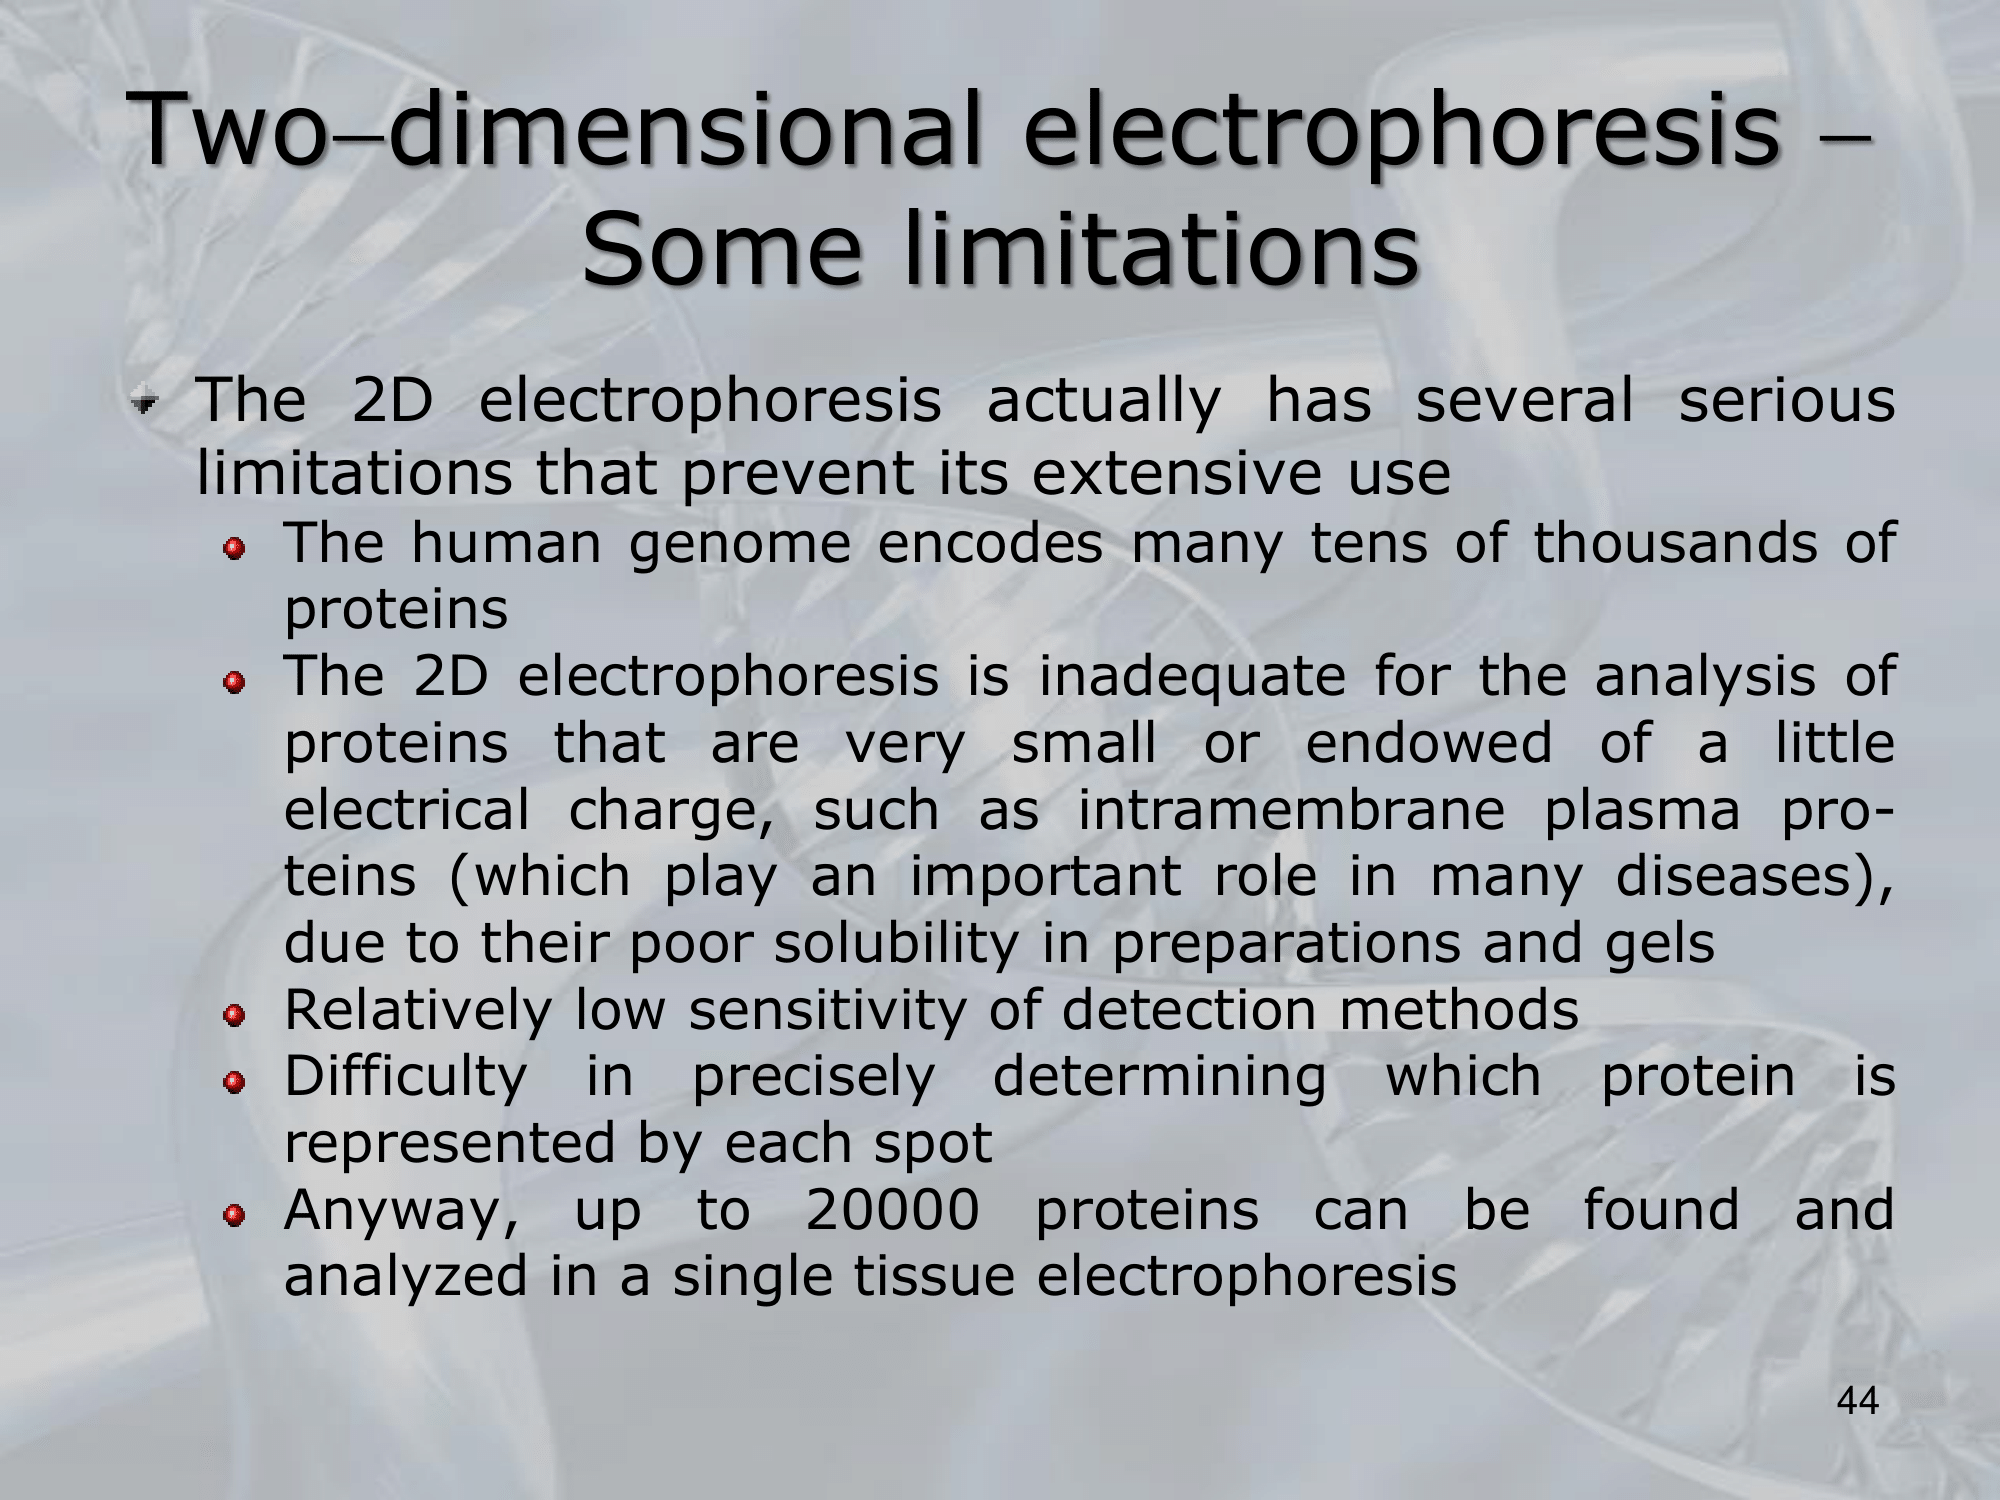 Two–dimensional electrophoresis –
Some limitations
The 2D electrophoresis actually has several serious
limitations that prevent its extensive use
The human genome encodes many tens of thousands of
proteins
The 2D electrophoresis is inadequate for the analysis of
proteins that are very small or endowed of a little
electrical charge, such as intramembrane plasma pro-
teins (which play an important role in many diseases),
due to their poor solubility in preparations and gels
Relatively low sensitivity of detection methods
Difficulty in precisely determining which protein is
represented by each spot
Anyway, up to 20000 proteins can be found and
analyzed in a single tissue electrophoresis
44